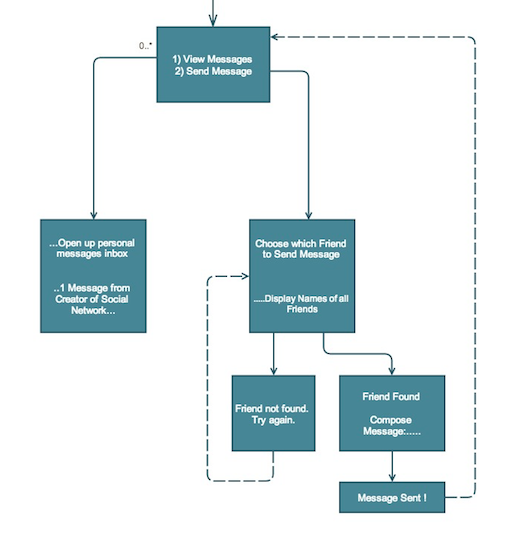 0..*
1) View Messages
2) Send Message
...Open up personal
messages inbox
..1 Message from
Creator of Social
Network...
Choose which Friend
to Send Message
.....Display Names of all
Friends
Friend not found.
Try again.
Friend Found
Compose
Message:.....
Message Sent !